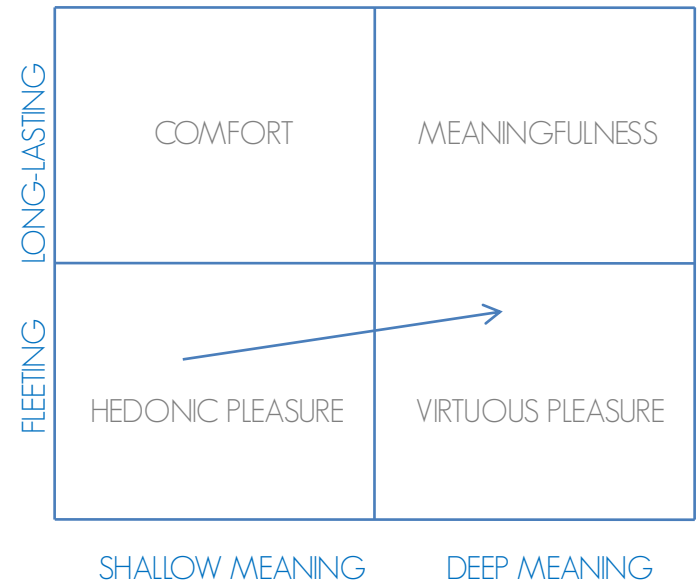 LONG-LASTING
COMFORT
MEANINGFULNESS
FLEETING
HEDONIC PLEASURE
VIRTUOUS PLEASURE
SHALLOW MEANING
DEEP MEANING